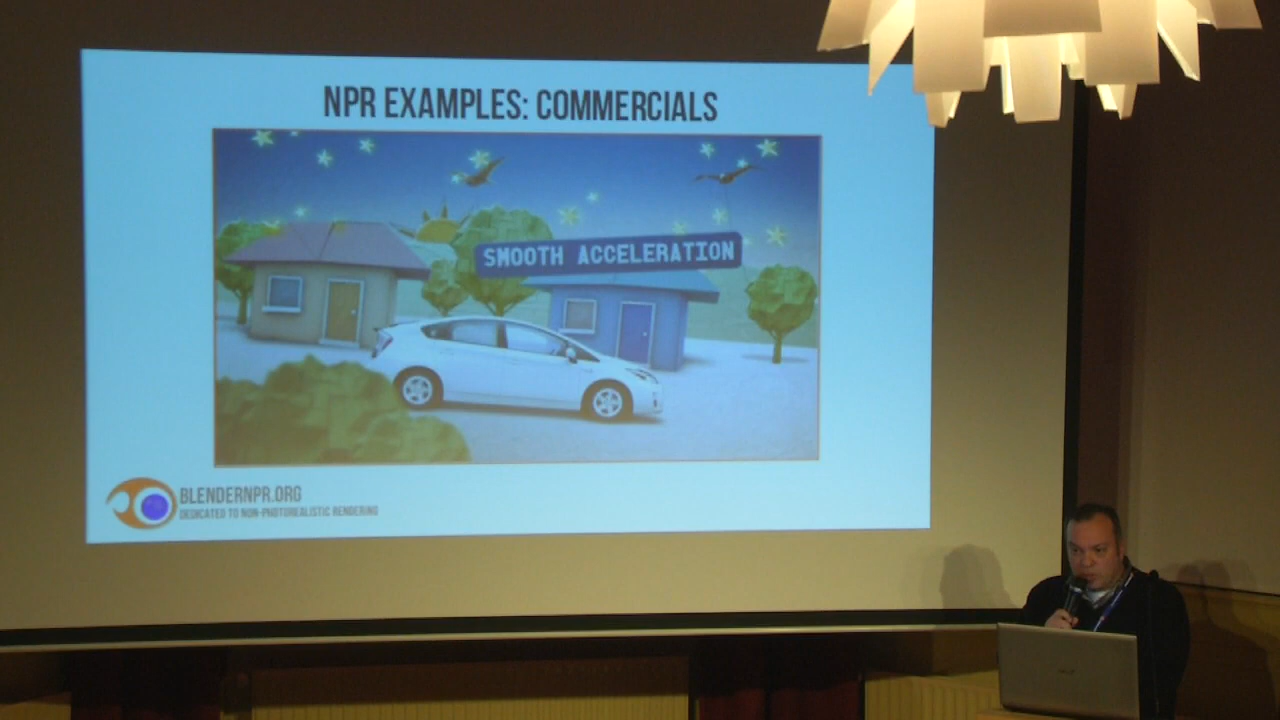 NPR EXAMPLES: COMMERCIALS
SMOOTH ACCELERATION
BLENDERNPR.ORG
DEDICATED TO NON-PHOTOREALISTIC RENDERING